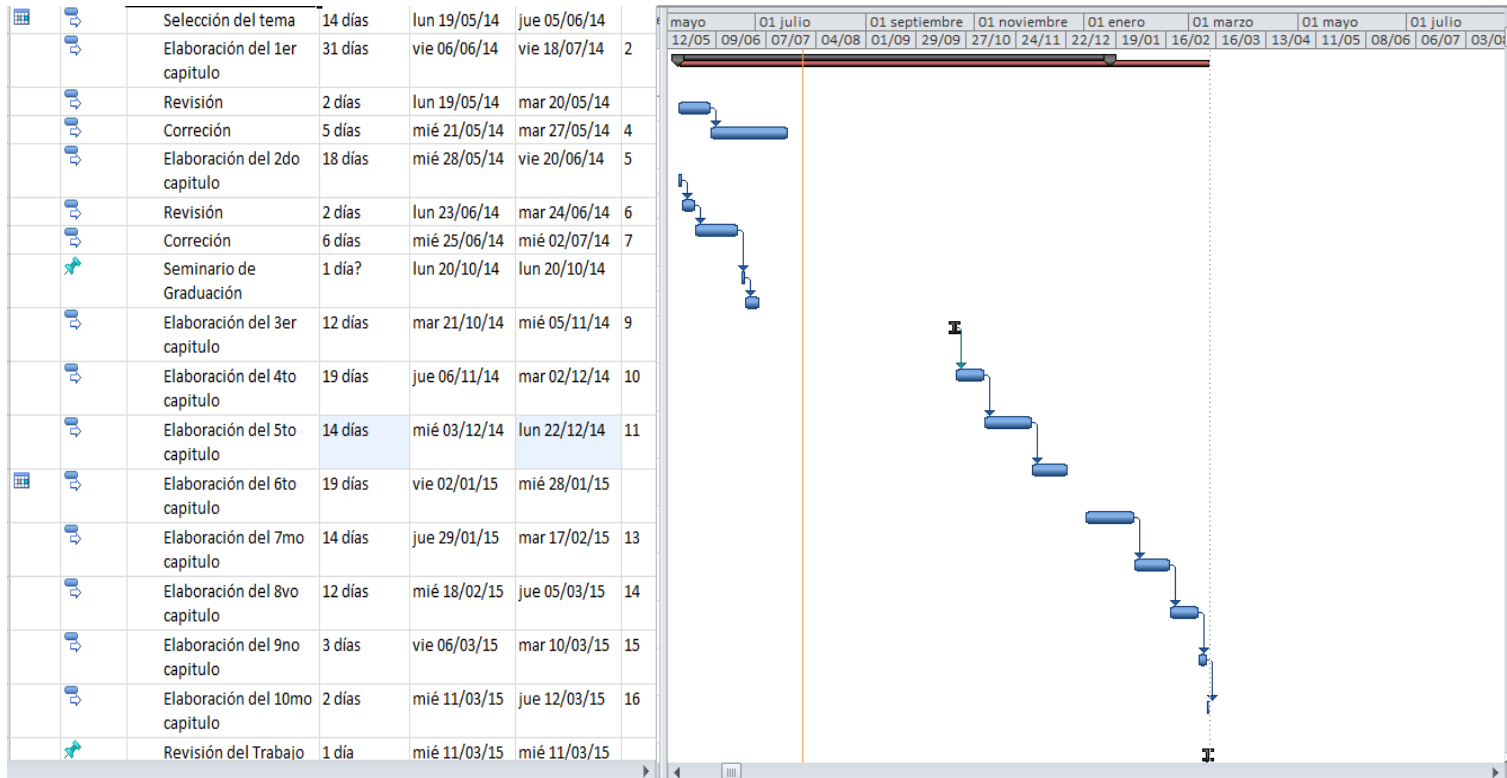 mayo 01 julio 01 septiembre 01 noviembre 01 enero 01 marzo 01 mayo 01 julio
12/05 09/06 07/07 04/08 01/09 29/09 27/10 24/11 22/12 19/01 16/02 16/03 13/04 11/05 08/06 06/07 03/08
Selección del tema 14 días lun 19/05/14 jue 05/06/14
Elaboración del 1er 31 días vie 06/06/14 vie 18/07/14 2
capitulo
Revisión 2 días lun 19/05/14 mar 20/05/14
Correción 5 días mié 21/05/14 mar 27/05/14 4
Elaboración del 2do 18 días mié 28/05/14 vie 20/06/14 5
capitulo
Revisión 2 días lun 23/06/14 mar 24/06/14 6
Correción 6 días mié 25/06/14 mié 02/07/14 7
Seminario de 1 día? lun 20/10/14 lun 20/10/14
Graduación
Elaboración del 3er 12 días mar 21/10/14 mié 05/11/14 9
capitulo
Elaboración del 4to 19 días jue 06/11/14 mar 02/12/14 10
capitulo
Elaboración del 5to 14 días mié 03/12/14 lun 22/12/14 11
capitulo
Elaboración del 6to 19 días vie 02/01/15 mié 28/01/15
capitulo
Elaboración del 7mo 14 días jue 29/01/15 mar 17/02/15 13
capitulo
Elaboración del 8vo 12 días mié 18/02/15 jue 05/03/15 14
capitulo
Elaboración del 9no 3 días vie 06/03/15 mar 10/03/15 15
capitulo
Elaboración del 10mo 2 días mié 11/03/15 jue 12/03/15 16
capitulo
Revisión del Trabajo 1 día mié 11/03/15 mié 11/03/15